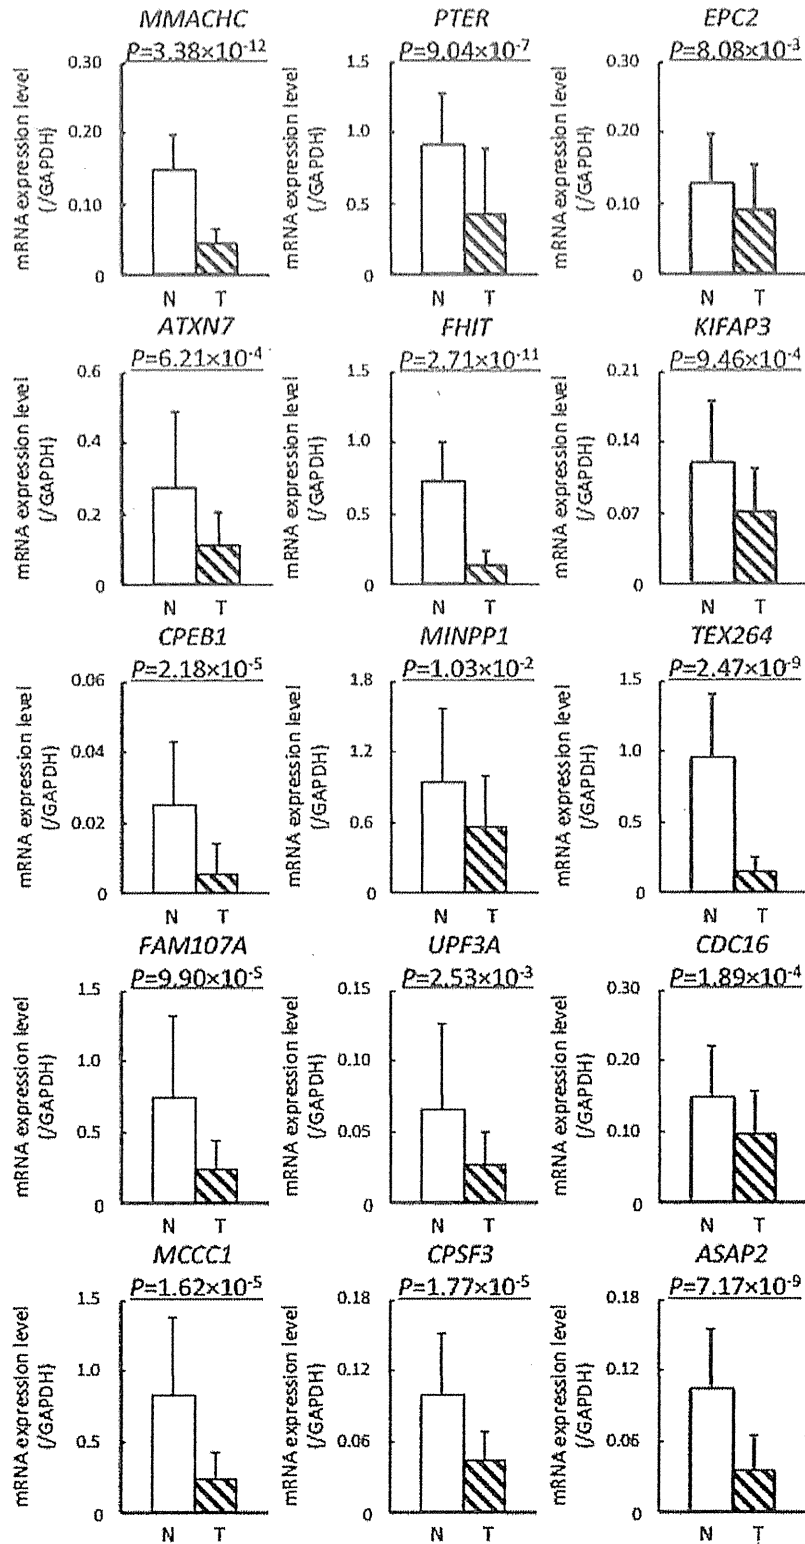 MMACHC PTER EPC2
P=3.38×10-12 P=9.04×10-7 P=8.08×10-3
mRNA expression level (/GAPDH) 0.30 0.20 0.10 0 mRNA expression level (/GAPDH) 1.5 1.0 0.5 0 mRNA expression level (/GAPDH) 0.30 0.20 0.10 0
N T N T N T
ATXN7 FHIT KIFAP3
P=6.21×10-4 P=2.71×10-11 P=9.46×10-4
mRNA expression level (/GAPDH) 0.6 0.4 0.2 0 mRNA expression level (/GAPDH) 1.5 1.0 0.5 0 mRNA expression level (/GAPDH) 0.21 0.14 0.07 0
N T N T N T
CPEB1 MINPP1 TEX264
P=2.18×10-5 P=1.03×10-2 P=2.47×10-9
mRNA expression level (/GAPDH) 0.06 0.04 0.02 0 mRNA expression level (/GAPDH) 1.8 1.2 0.6 0 mRNA expression level (/GAPDH) 1.5 1.0 0.5 0
N T N T N T
FAM107A UPF3A CDC16
P=9.90×10-5 P=2.53×10-3 P=1.89×10-4
mRNA expression level (/GAPDH) 1.5 1.0 0.5 0 mRNA expression level (/GAPDH) 0.15 0.10 0.05 0 mRNA expression level (/GAPDH) 0.30 0.20 0.10 0
N T N T N T
MCCC1 CPSF3 ASAP2
P=1.62×10-5 P=1.77×10-5 P=7.17×10-9
mRNA expression level (/GAPDH) 1.5 1.0 0.5 0 mRNA expression level (/GAPDH) 0.18 0.12 0.06 0 mRNA expression level (/GAPDH) 0.18 0.12 0.06 0
N T N T N T